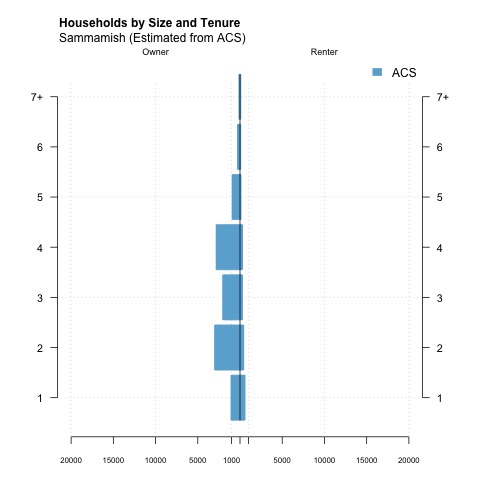 Households by Size and Tenure
Sammamish (Estimated from ACS)
Owner Renter
ACS
7+ 7+
6 6
5 5
4 4
3 3
2 2
1 1
20000 15000 10000 5000 1000 5000 10000 15000 20000